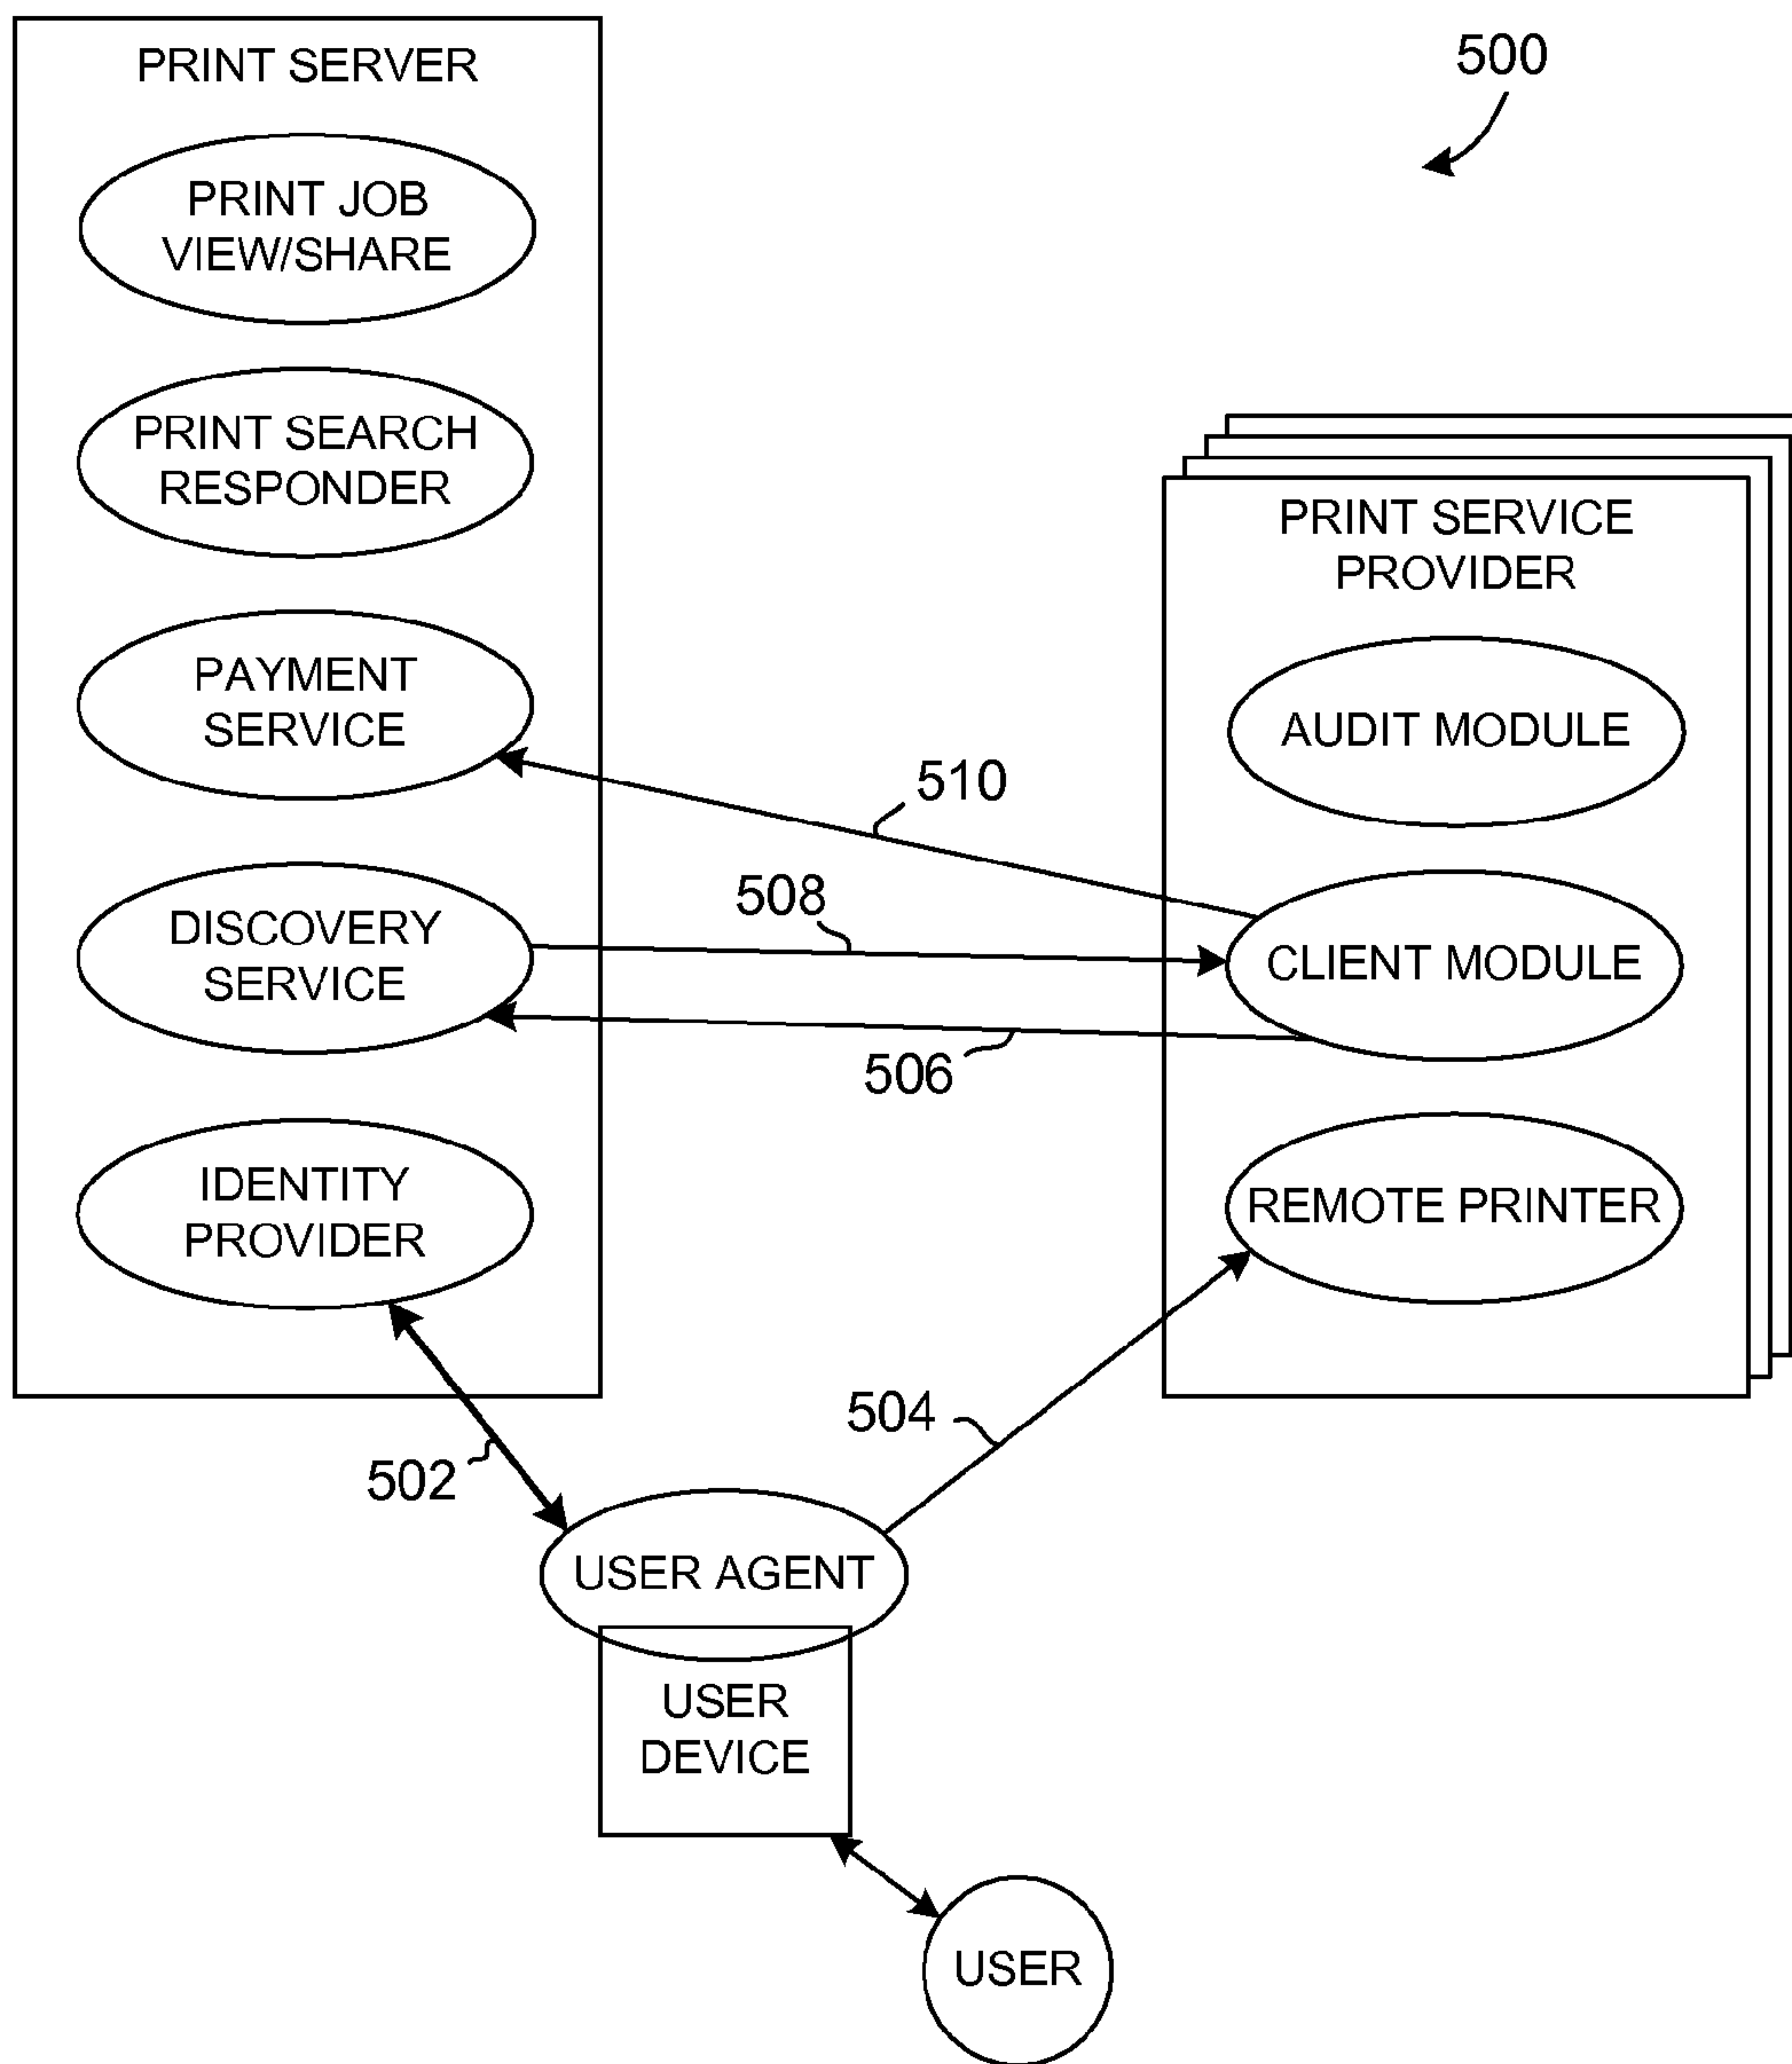 PRINT SERVER
500
PRINT JOB
VIEW/SHARE
PRINT SEARCH
RESPONDER
PRINT SERVICE
PROVIDER
PAYMENT
SERVICE
AUDIT MODULE
510
508
DISCOVERY
SERVICE
CLIENT MODULE
506
IDENTITY
PROVIDER
REMOTE PRINTER
504
502
USER AGENT
USER
DEVICE
USER